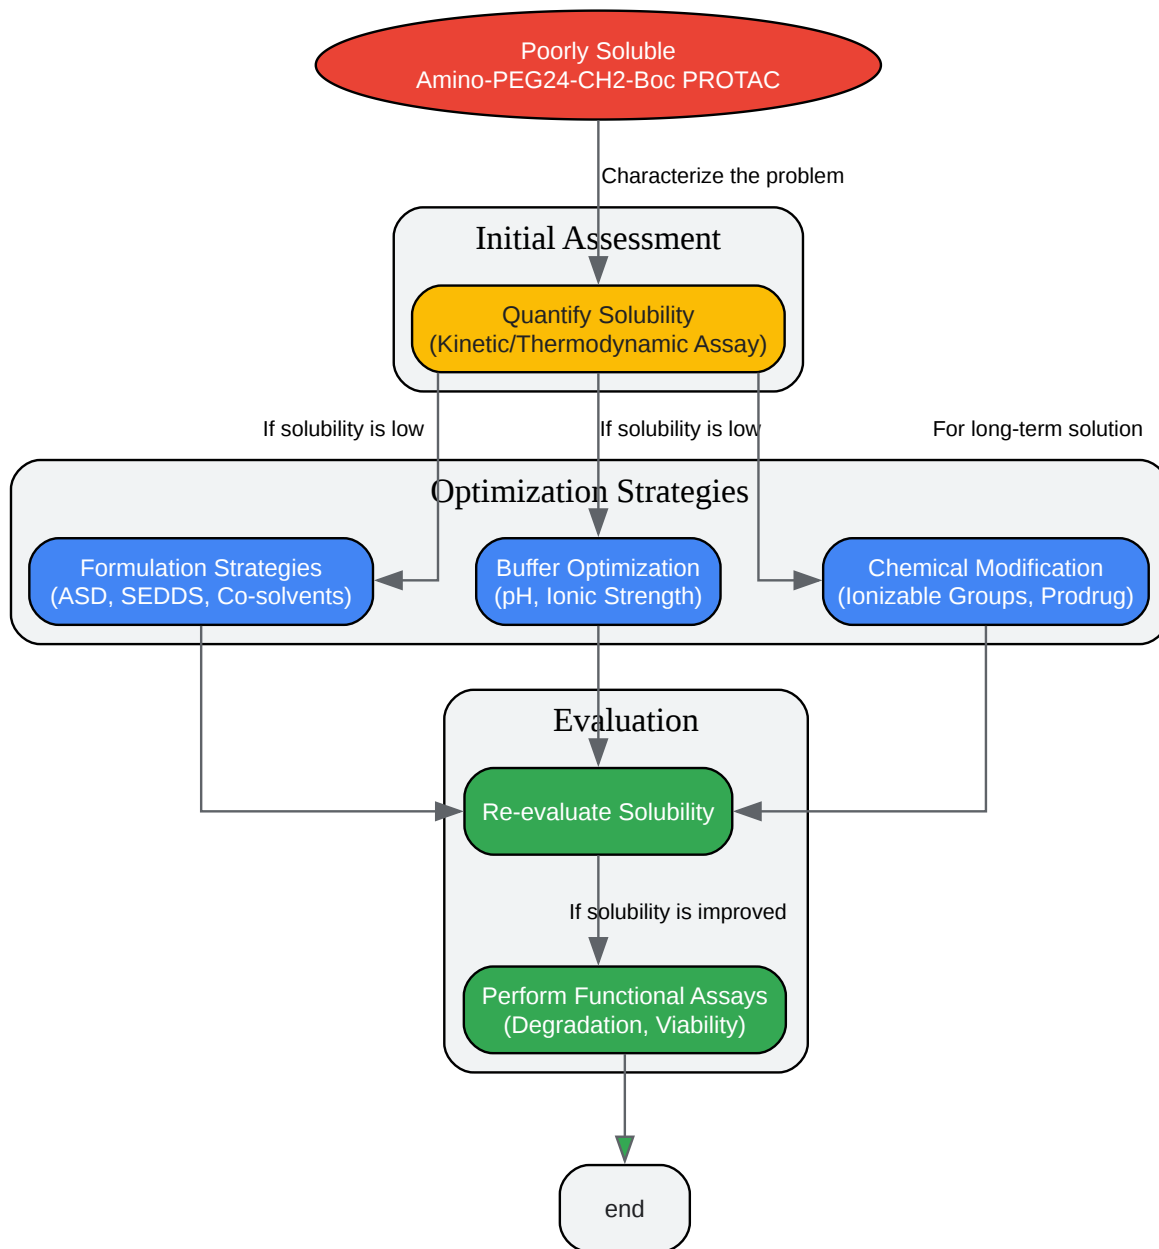 Poorly Soluble
Amino-PEG24-CH2-Boc PROTAC
Characterize the problem
Initial Assessment
Quantify Solubility
(Kinetic/Thermodynamic Assay)
If solubility is low
If solubility is low
For long-term solution
Optimization Strategies
Formulation Strategies
(ASD, SEDDS, Co-solvents)
Buffer Optimization
(pH, Ionic Strength)
Chemical Modification
(Ionizable Groups, Prodrug)
Evaluation
Re-evaluate Solubility
If solubility is improved
Perform Functional Assays
(Degradation, Viability)
end